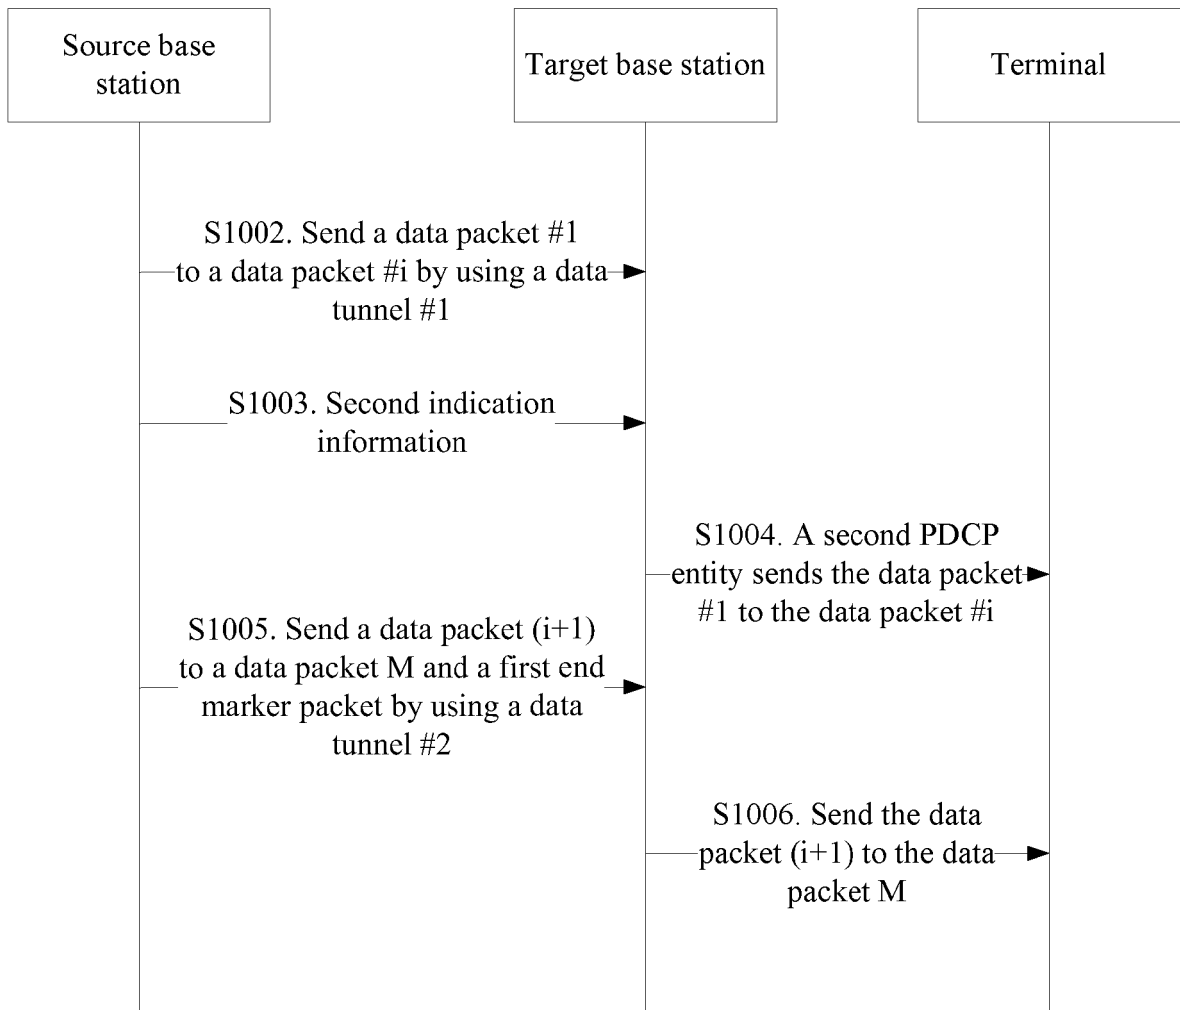 Source base
station
Target base station
Terminal
S1002. Send a data packet #1
to a data packet #i by using a data
tunnel #1
S1003. Second indication
information
S1004. A second PDCP
entity sends the data packet
#1 to the data packet #i
S1005. Send a data packet (i+1)
to a data packet M and a first end
marker packet by using a data
tunnel #2
S1006. Send the data
packet (i+1) to the data
packet M